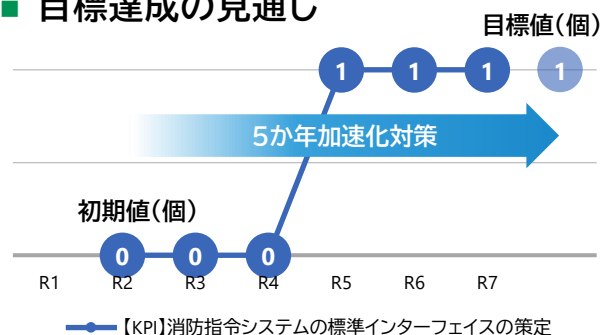 ■ 目標達成の見通し
目標値(個)
1 1 1 1
5か年加速化対策
初期値(個)
0 0 0
R1 R2 R3 R4 R5 R6 R7
【KPI】消防指令システムの標準インターフェイスの策定